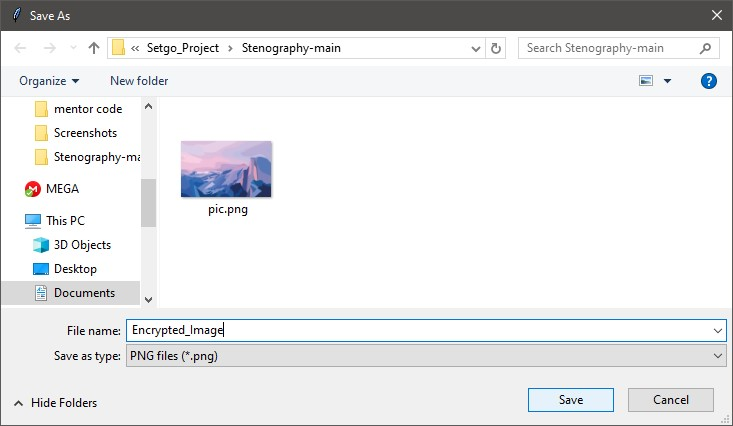 Save As
« Setgo_Project › Stenography-main
Search Stenography-main
Organize
New folder
?
mentor code
Screenshots
Stenography-ma
MEGA
This PC
3D Objects
Desktop
Documents
pic.png
File name: Encrypted_Image
Save as type: PNG files (*.png)
Hide Folders
Save
Cancel